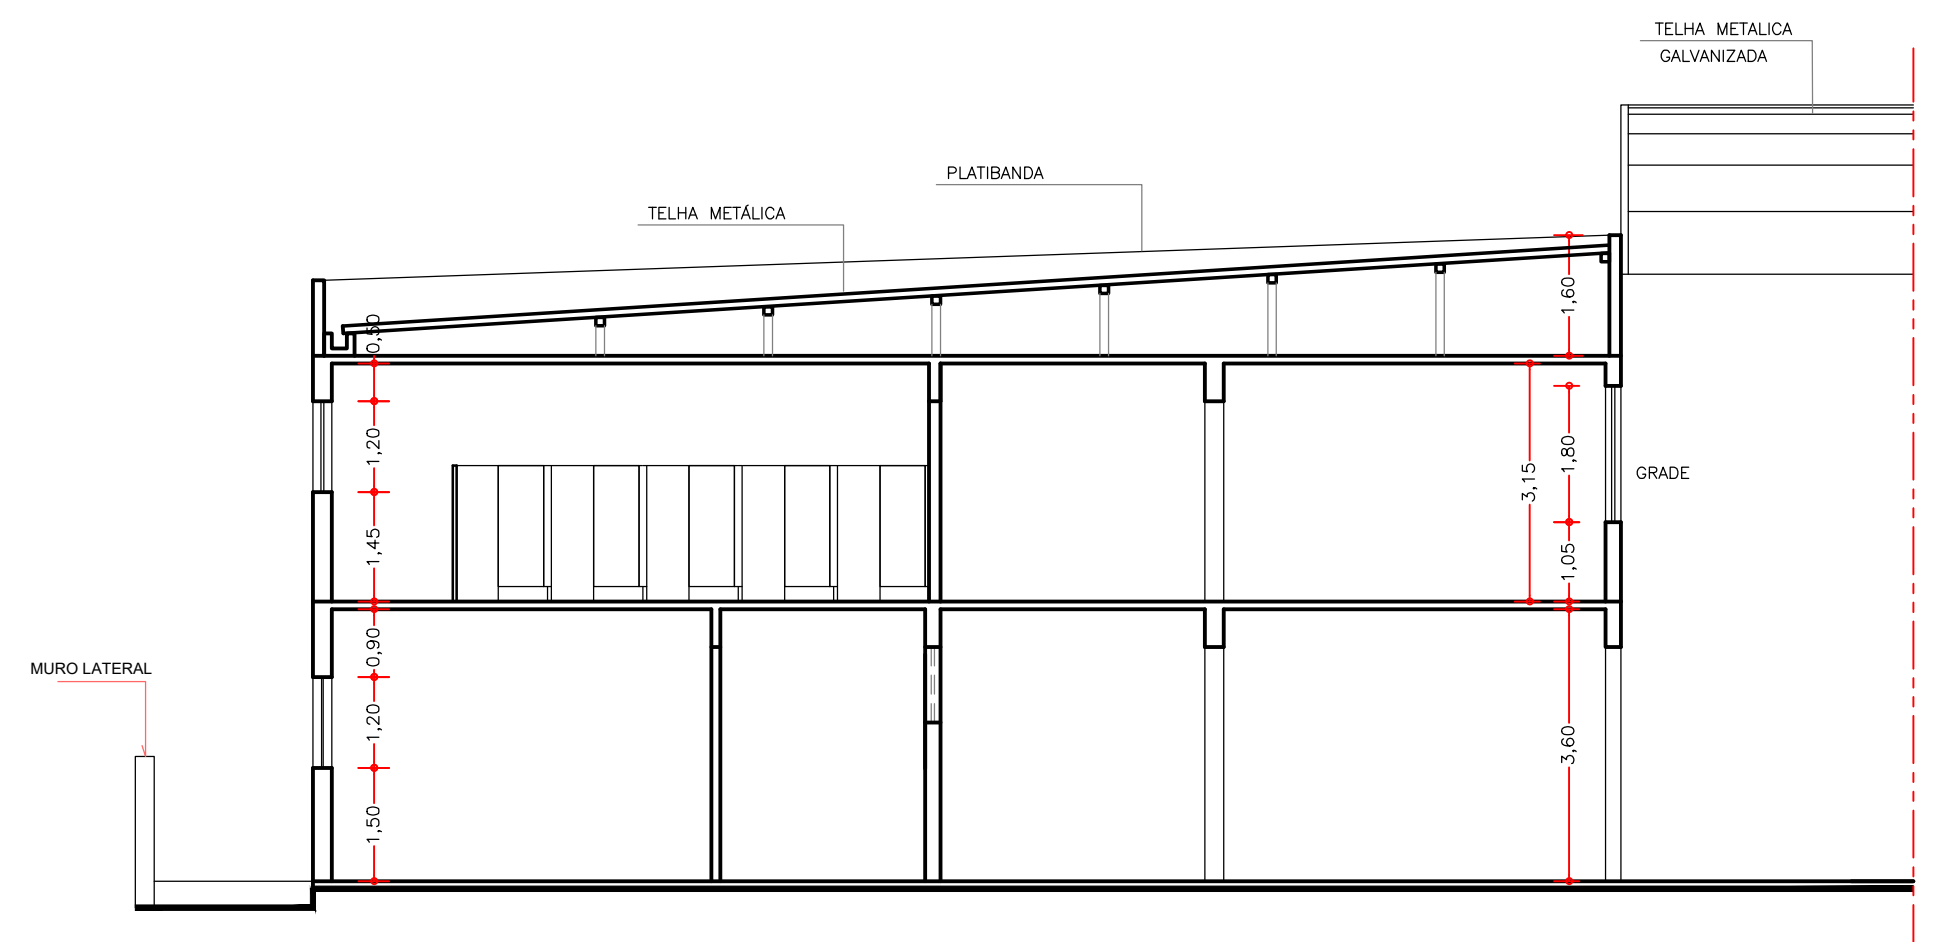 TELHA METALICA
GALVANIZADA
PLATIBANDA
TELHA METÁLICA
1,60
0,50
1,20
1,80
3,15
GRADE
1,45
1,05
0,90
MURO LATERAL
1,20
3,60
1,50